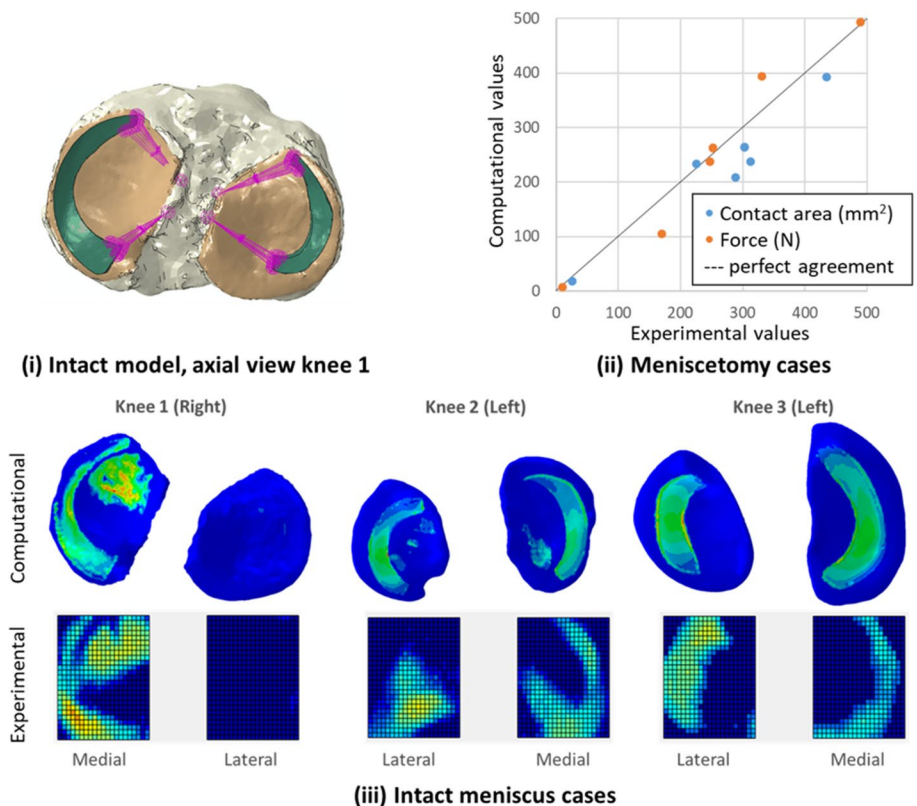 500
400
300
200
100
0
0 100 200 300 400 500
Computational values
Experimental values
Contact area (mm²)
Force (N)
--- perfect agreement
(i) Intact model, axial view knee 1
(ii) Meniscetomy cases
Knee 1 (Right) Knee 2 (Left) Knee 3 (Left)
Computational
Experimental
Medial Lateral Lateral Medial Lateral Medial
(iii) Intact meniscus cases